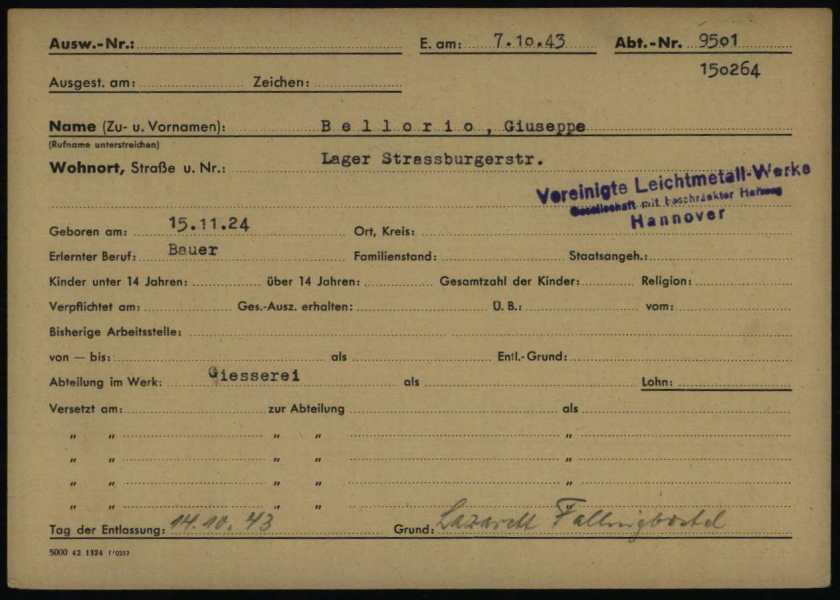 Ausw.-Nr.: E. am: 7.10.43 Abt.-Nr. 9501
150264
Ausgest. am: Zeichen:
Name (Zu- u. Vornamen): Bellorio, Giuseppe
(Rufname unterstreichen)
Wohnort, Straße u. Nr.: Lager Strassburgerstr.
Vereinigte Leichtmetall-Werke
Gesellschaft mit beschränkter Haftung
Hannover
Geboren am: 15.11.24 Ort, Kreis:
Erlernter Beruf: Bauer Familienstand: Staatsangeh.:
Kinder unter 14 Jahren: über 14 Jahren: Gesamtzahl der Kinder: Religion:
Verpflichtet am: Ges.-Ausz. erhalten: Ü. B.: vom:
Bisherige Arbeitsstelle:
von — bis: als Entl.-Grund:
Abteilung im Werk: Giesserei als Lohn:
Versetzt am: zur Abteilung als
" " " " "
" " " " "
" " " " "
" " " " "
Tag der Entlassung: 14.10.43 Grund: Lazarett Fallingbostel
5000 42 1124